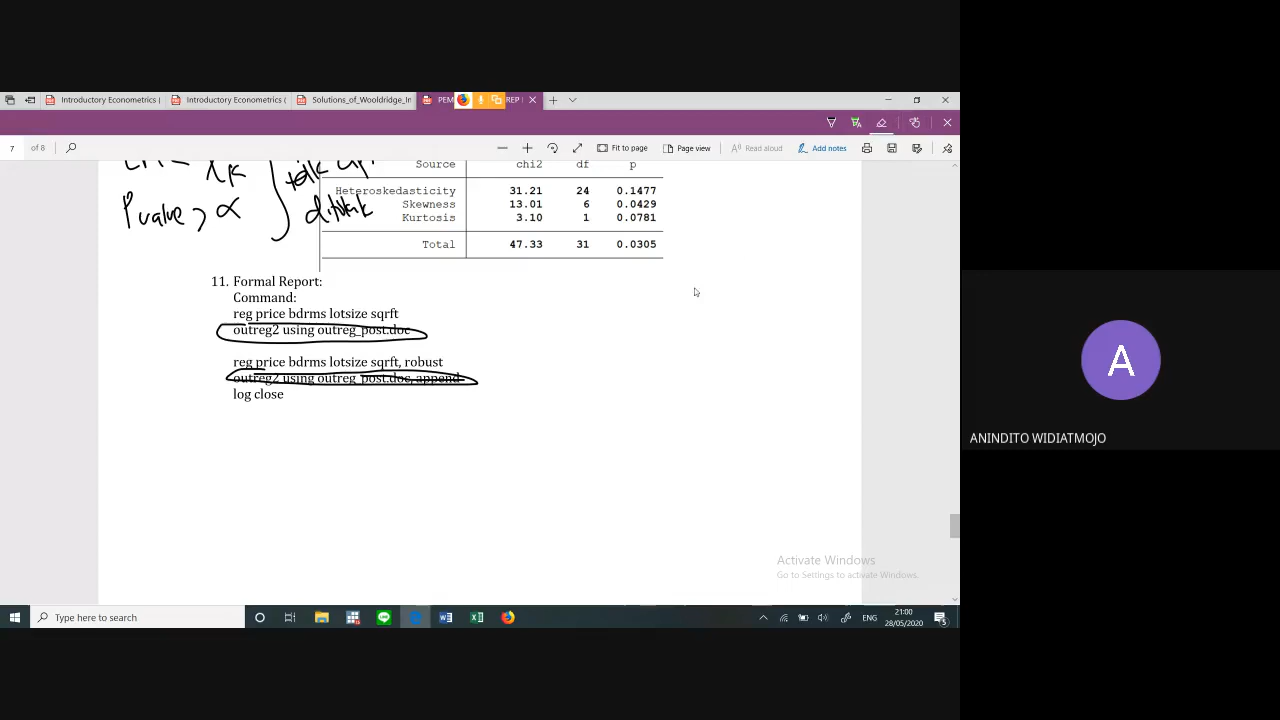 Introductory Econometrics (
Introductory Econometrics (
Solutions_of_Wooldridge_In
PEM
REP
7 of 8
Fit to page
Page view
Read aloud
Add notes
Source chi2 df p
Heteroskedasticity 31.21 24 0.1477
Skewness 13.01 6 0.0429
Kurtosis 3.10 1 0.0781
Total 47.33 31 0.0305
P value > α
11. Formal Report:
Command:
reg price bdrms lotsize sqrft
outreg2 using outreg_post.doc
reg price bdrms lotsize sqrft, robust
outreg2 using outreg_post.doc, append
log close
ANINDITO WIDIATMOJO
A
Activate Windows
Go to Settings to activate Windows.
Type here to search
ENG
21:00
28/05/2020